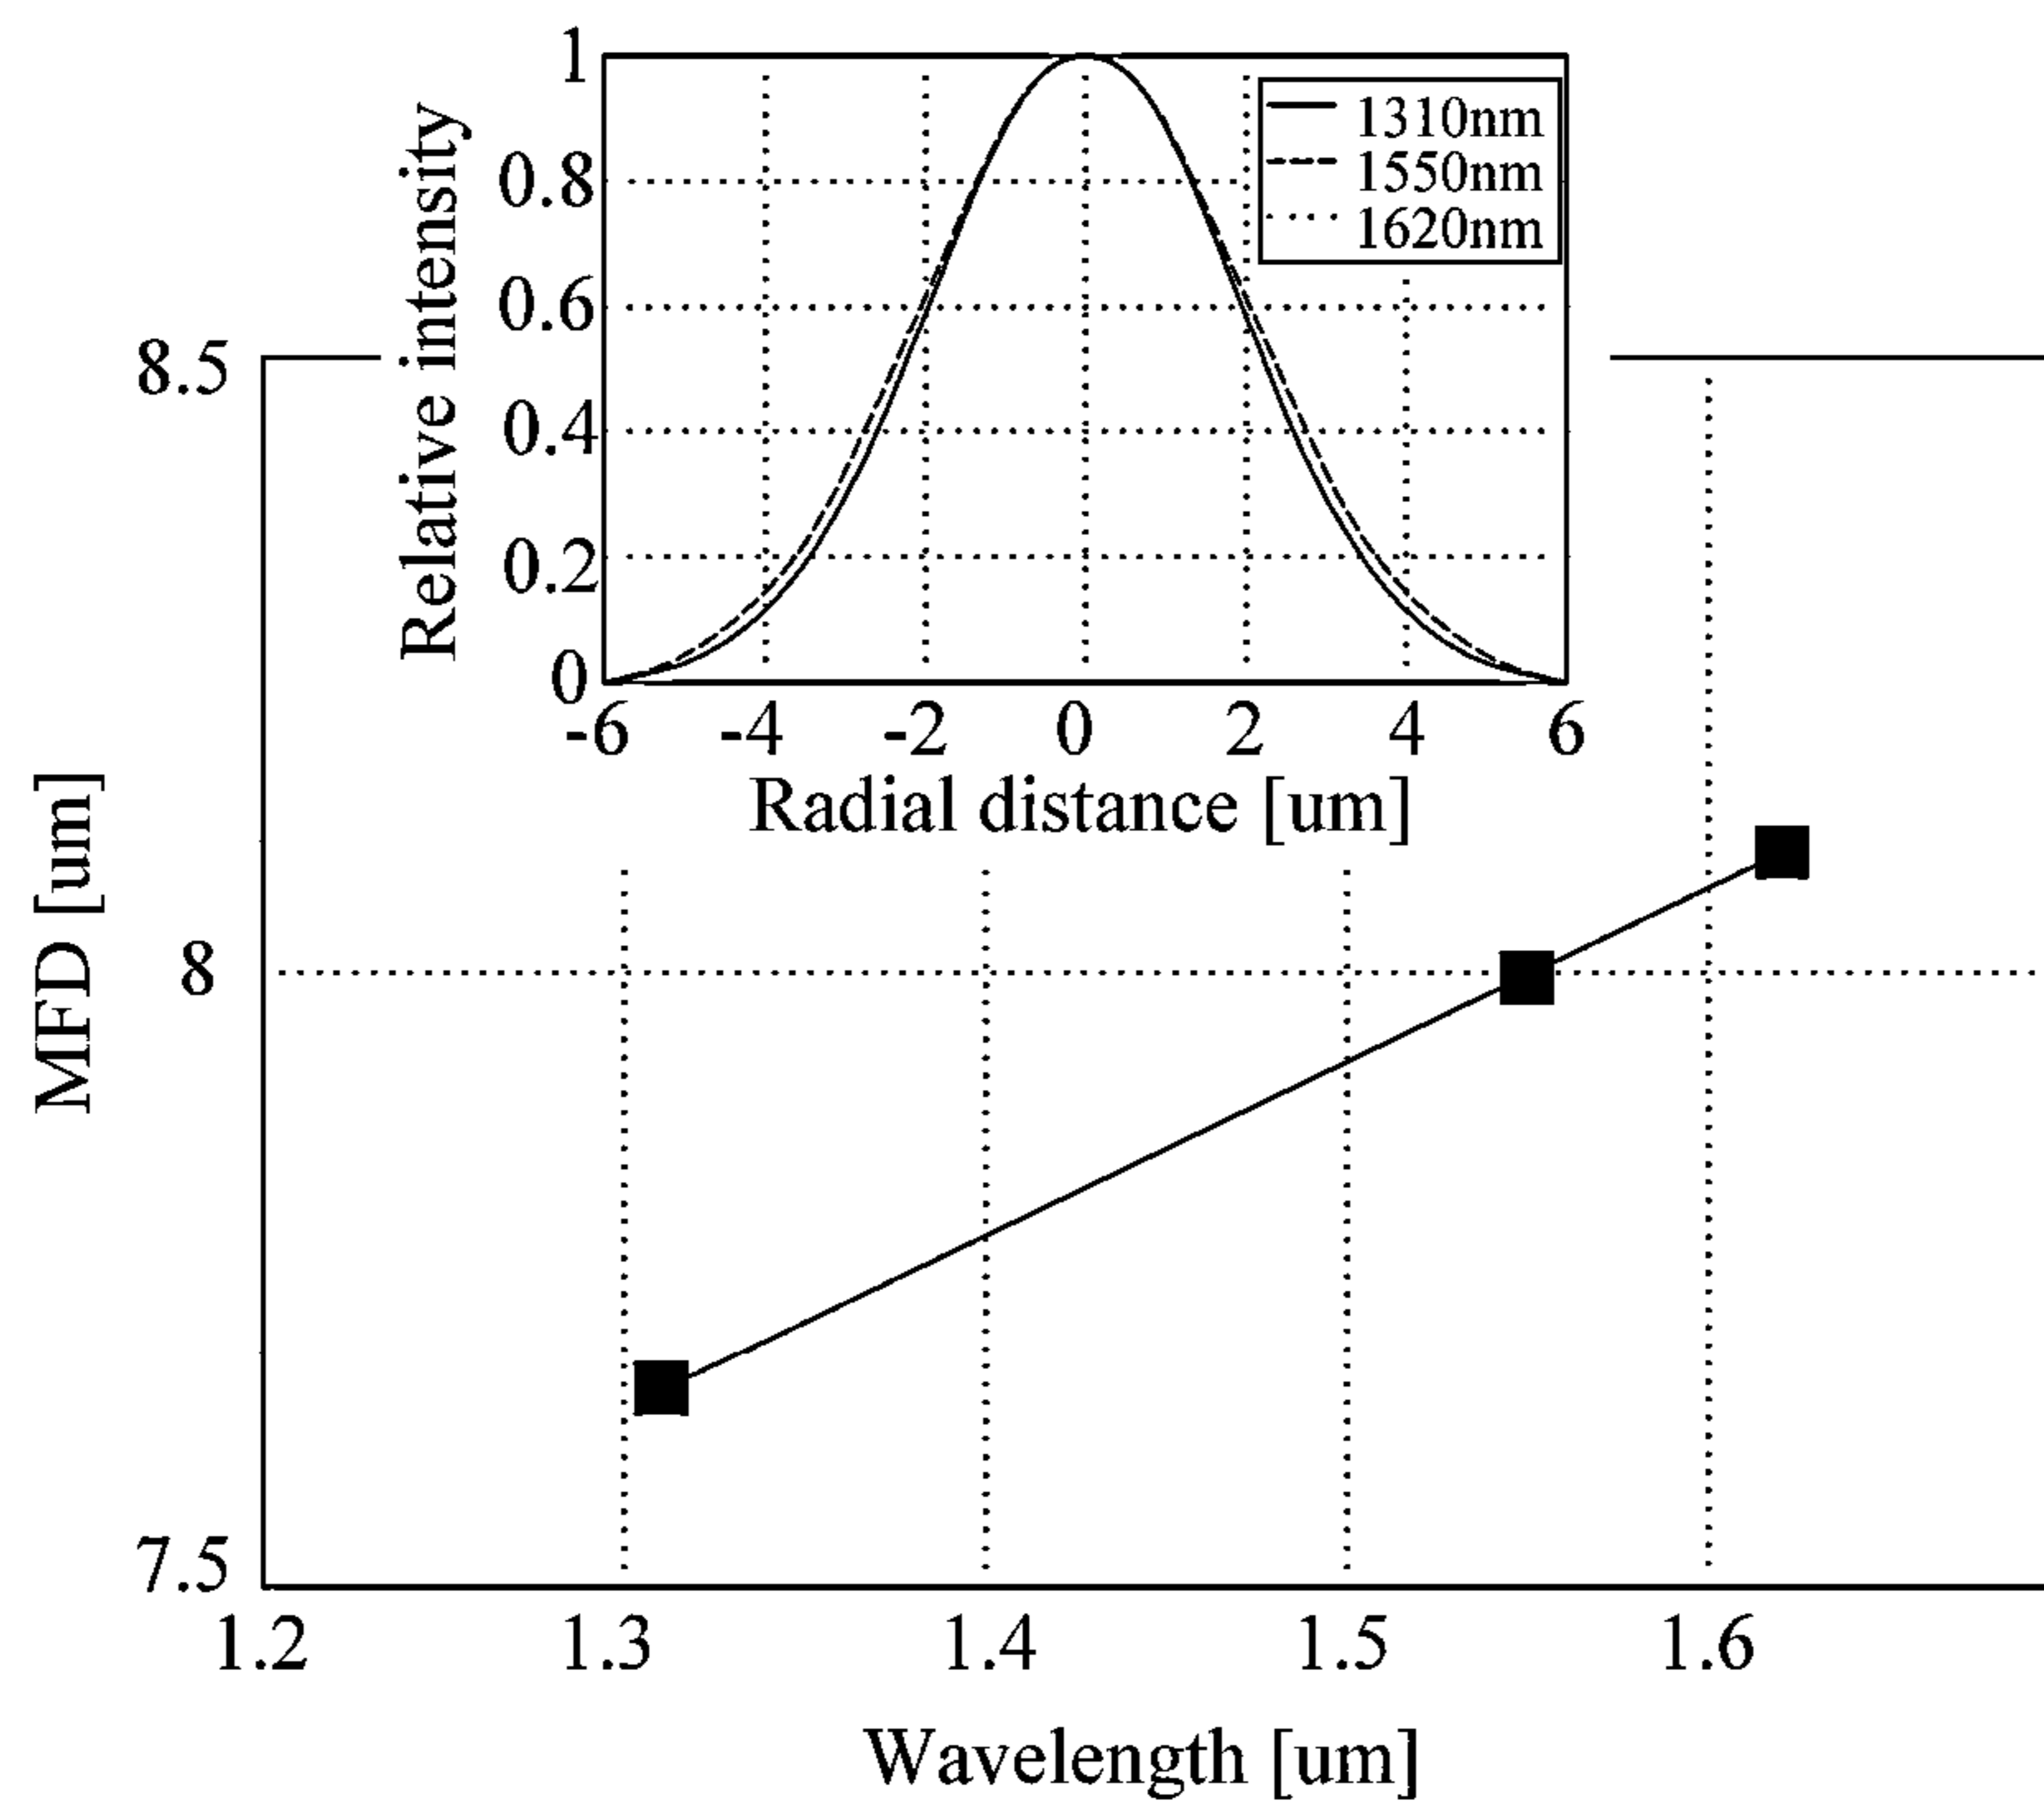 1
0.8
0.6
0.4
0.2
0
Relative intensity
1310nm
1550nm
1620nm
-6 -4 -2 0 2 4 6
Radial distance [um]
8.5
8
7.5
MFD [um]
1.2 1.3 1.4 1.5 1.6
Wavelength [um]